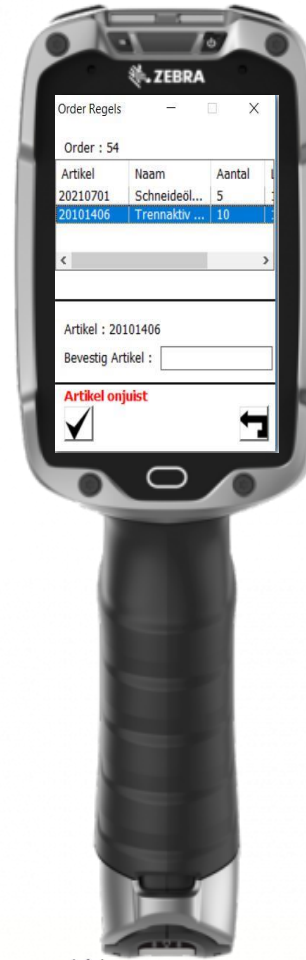 ZEBRA
Order Regels
Order : 54
Artikel Naam Aantal
20210701 Schneideöl... 5
20101406 Trennaktiv ... 10
Artikel : 20101406
Bevestig Artikel :
Artikel onjuist